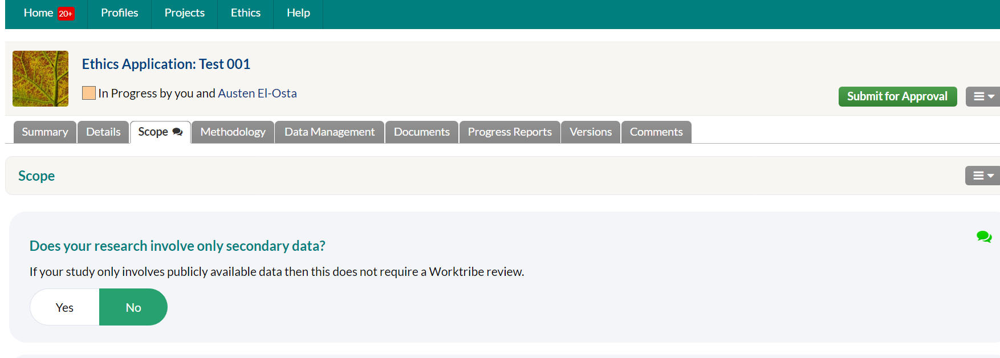 Home 20+ Profiles Projects Ethics Help
Ethics Application: Test 001
In Progress by you and Austen El-Osta
Submit for Approval
Summary Details Scope Methodology Data Management Documents Progress Reports Versions Comments
Scope
Does your research involve only secondary data?
If your study only involves publicly available data then this does not require a Worktribe review.
Yes No